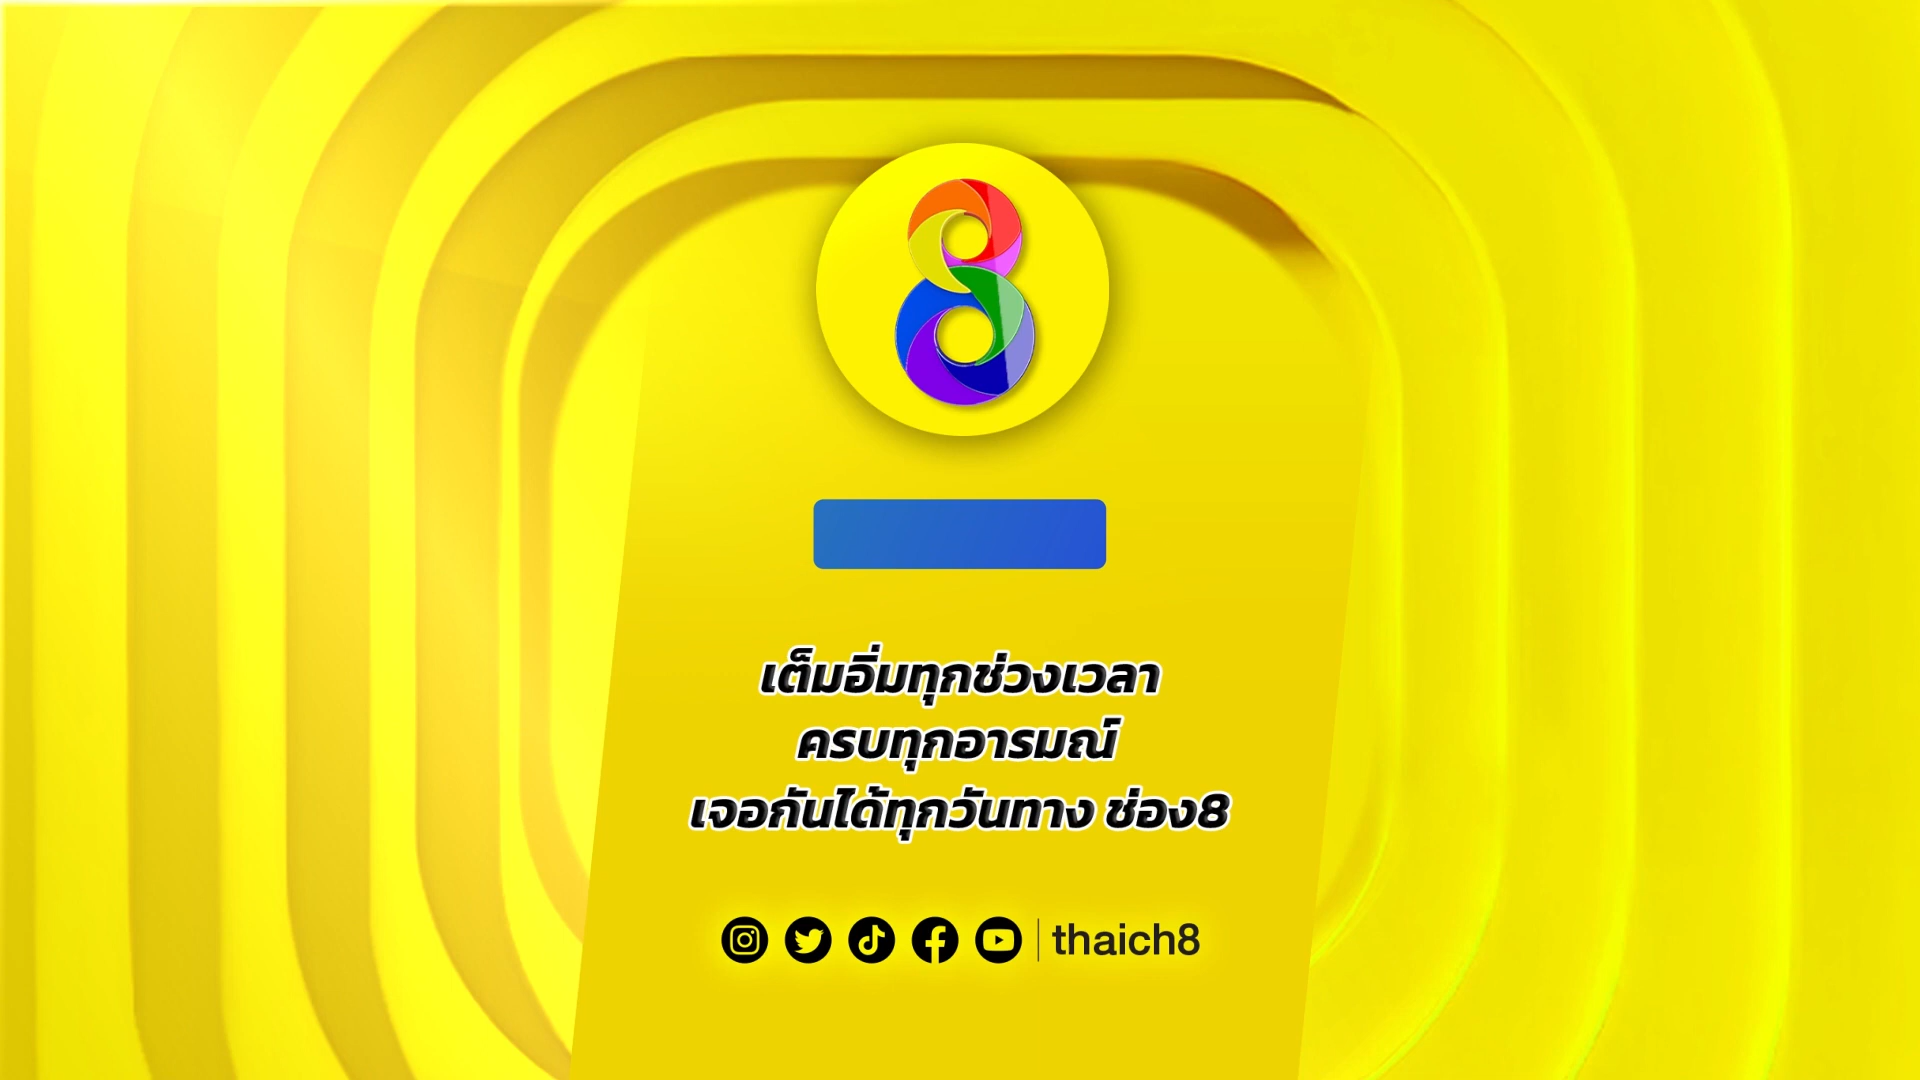 8
เต็มอิ่มทุกช่วงเวลา
ครบทุกอารมณ์
เจอกันได้ทุกวันทาง ช่อง8
thaich8